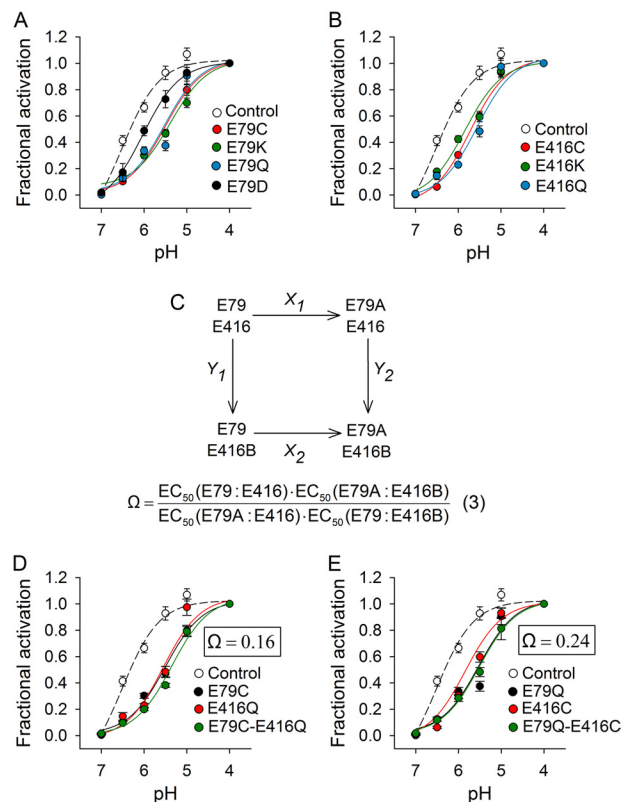 A
Fractional activation
1.2
1.0
0.8
0.6
0.4
0.2
0.0
7 6 5 4
pH
Control
E79C
E79K
E79Q
E79D
B
Fractional activation
1.2
1.0
0.8
0.6
0.4
0.2
0.0
7 6 5 4
pH
Control
E416C
E416K
E416Q
C
E79 X1 E79A
E416 E416
Y1 Y2
E79 E79A
E416B X2 E416B
Ω = EC50(E79 : E416)·EC50(E79A : E416B) / EC50(E79A : E416)·EC50(E79 : E416B) (3)
D
Fractional activation
1.2
1.0
0.8
0.6
0.4
0.2
0.0
7 6 5 4
pH
Ω = 0.16
Control
E79C
E416Q
E79C-E416Q
E
Fractional activation
1.2
1.0
0.8
0.6
0.4
0.2
0.0
7 6 5 4
pH
Ω = 0.24
Control
E79Q
E416C
E79Q-E416C